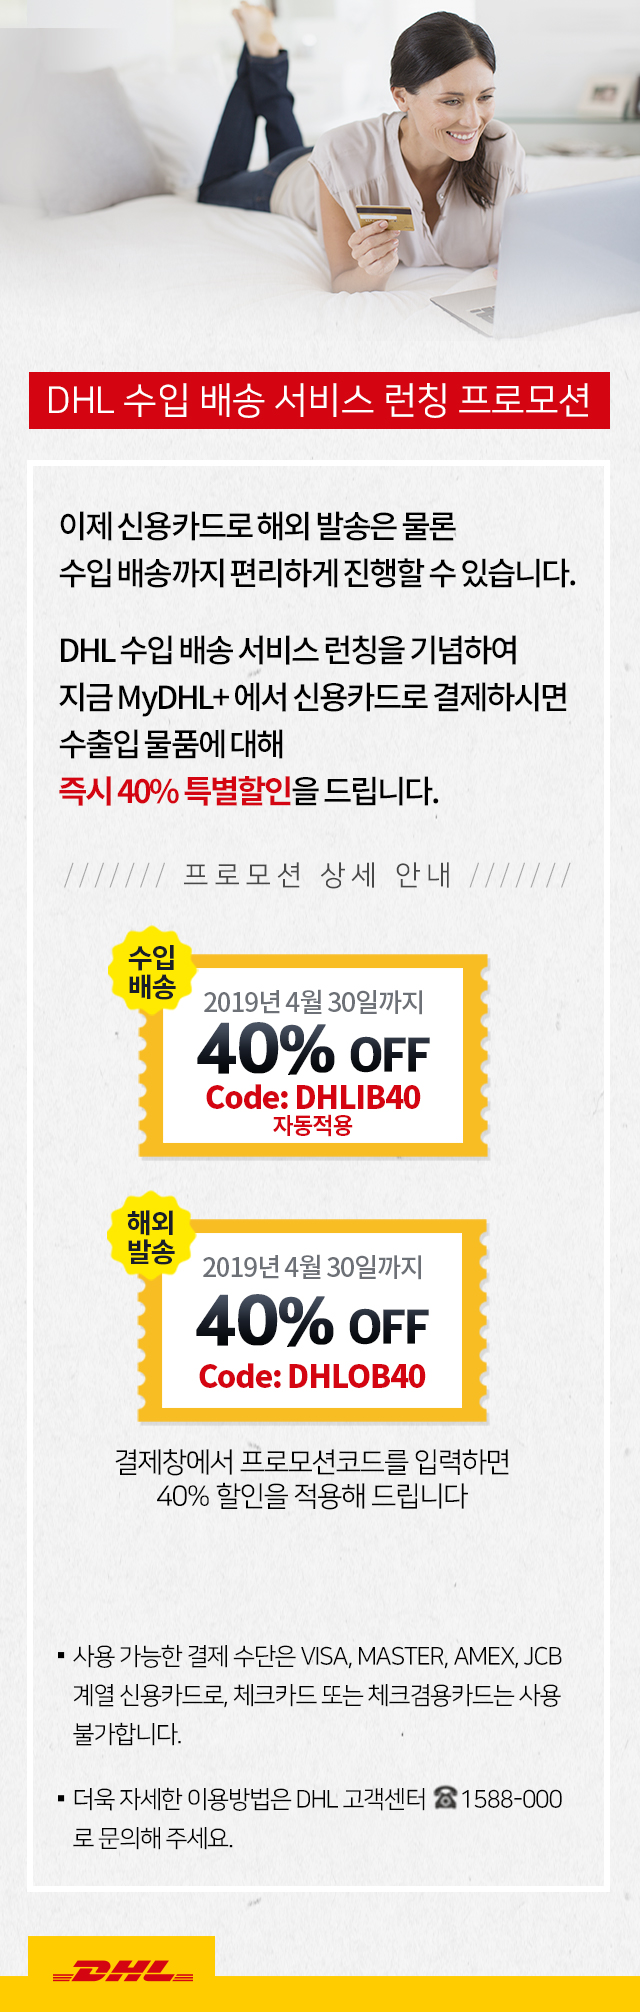 DHL 수입 배송 서비스 런칭 프로모션
이제 신용카드로 해외 발송은 물론
수입 배송까지 편리하게 진행할 수 있습니다.
DHL 수입 배송 서비스 런칭을 기념하여
지금 MyDHL+ 에서 신용카드로 결제하시면
수출입 물품에 대해
즉시 40% 특별할인을 드립니다.
/////// 프로모션 상세 안내 ///////
수입
배송
2019년 4월 30일까지
40% OFF
Code: DHLIB40
자동적용
해외
발송
2019년 4월 30일까지
40% OFF
Code: DHLOB40
결제창에서 프로모션코드를 입력하면
40% 할인을 적용해 드립니다
▪ 사용 가능한 결제 수단은 VISA, MASTER, AMEX, JCB
계열 신용카드로, 체크카드 또는 체크겸용카드는 사용
불가합니다.
▪ 더욱 자세한 이용방법은 DHL 고객센터 ☎1588-000
로 문의해 주세요.
DHL